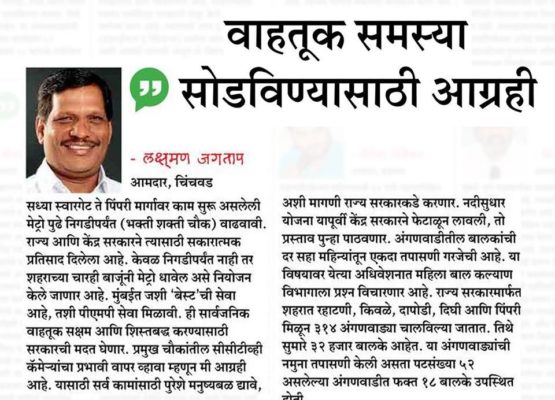 वाहतूक समस्या
सोडविण्यासाठी आग्रही
- लक्ष्मण जगताप
आमदार, चिंचवड
सध्या स्वारगेट ते पिंपरी मार्गावर काम सुरू असलेली
मेट्रो पुढे निगडीपर्यंत (भक्ती शक्ती चौक) वाढवावी.
राज्य आणि केंद्र सरकारने त्यासाठी सकारात्मक
प्रतिसाद दिलेला आहे. केवळ निगडीपर्यंत नाही तर
शहराच्या चारही बाजूंनी मेट्रो धावेल असे नियोजन
केले जाणार आहे. मुंबईत जशी ‘बेस्ट’ची सेवा
आहे, तशी पीएमपी सेवा मिळावी. ही सार्वजनिक
वाहतूक सक्षम आणि शिस्तबद्ध करण्यासाठी
सरकारची मदत घेणार. प्रमुख चौकांतील सीसीटीव्ही
कॅमेऱ्यांचा प्रभावी वापर व्हावा म्हणून मी आग्रही
आहे. यासाठी सर्व कामांसाठी पुरेशे मनुष्यबळ द्यावे,
अशी मागणी राज्य सरकारकडे करणार. नदीसुधार
योजना यापूर्वी केंद्र सरकारने फेटाळून लावली, तो
प्रस्ताव पुन्हा पाठवणार. अंगणवाडीतील बालकांची
दर सहा महिन्यांतून एकदा तपासणी गरजेची आहे. या
विषयावर येत्या अधिवेशनात महिला बाल कल्याण
विभागाला प्रश्न विचारणार आहे. राज्य सरकारमार्फत
शहरात रहाटणी, किवळे, दापोडी, दिघी आणि पिंपरी
मिळून ३१४ अंगणवाड्या चालविल्या जातात. तिथे
सुमारे ३२ हजार बालके आहेत. या अंगणवाड्यांची
नमुना तपासणी केली असता पटसंख्या ५२
असलेल्या अंगणवाडीत फक्त १८ बालके उपस्थित
होती